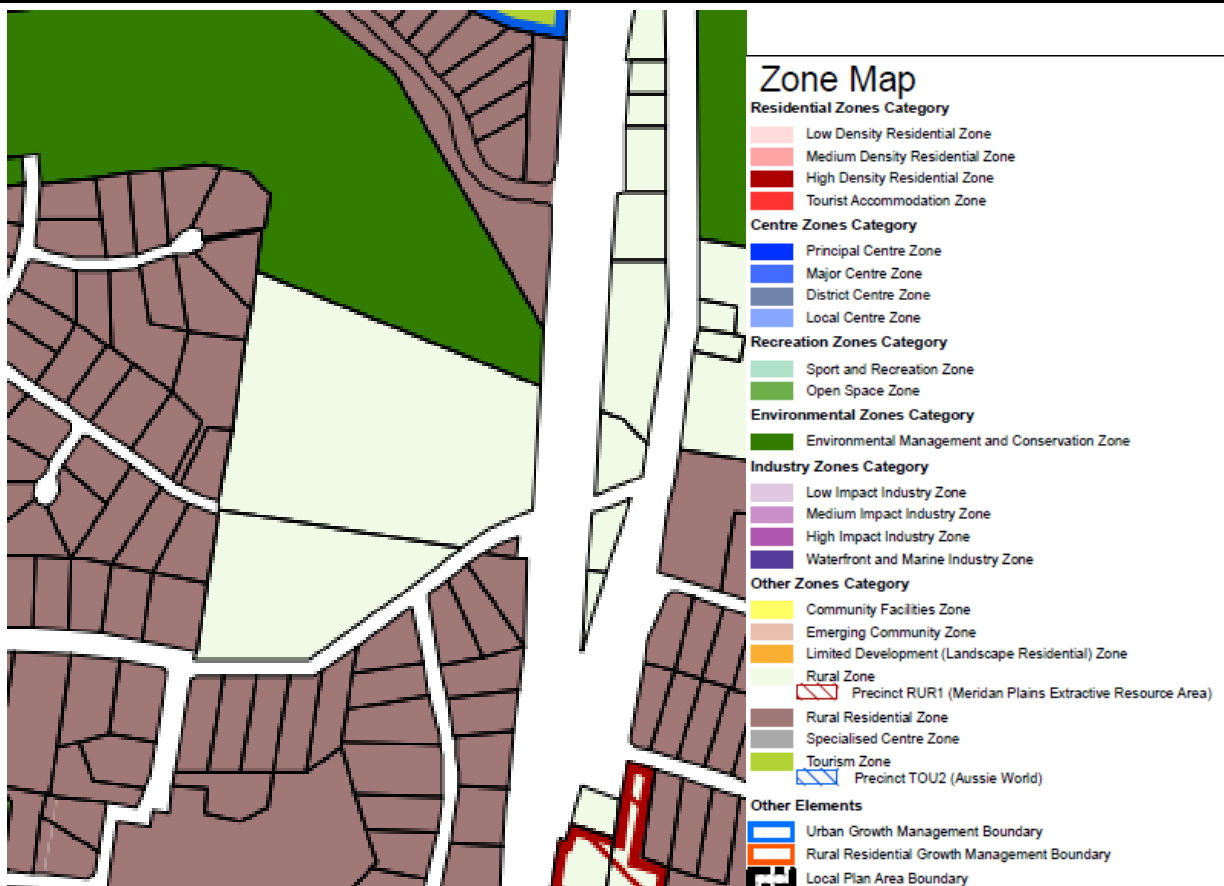 Zone Map
Residential Zones Category
Low Density Residential Zone
Medium Density Residential Zone
High Density Residential Zone
Tourist Accommodation Zone
Centre Zones Category
Principal Centre Zone
Major Centre Zone
District Centre Zone
Local Centre Zone
Recreation Zones Category
Sport and Recreation Zone
Open Space Zone
Environmental Zones Category
Environmental Management and Conservation Zone
Industry Zones Category
Low Impact Industry Zone
Medium Impact Industry Zone
High Impact Industry Zone
Waterfront and Marine Industry Zone
Other Zones Category
Community Facilities Zone
Emerging Community Zone
Limited Development (Landscape Residential) Zone
Rural Zone
Precinct RUR1 (Meridan Plains Extractive Resource Area)
Rural Residential Zone
Specialised Centre Zone
Tourism Zone
Precinct TOU2 (Aussie World)
Other Elements
Urban Growth Management Boundary
Rural Residential Growth Management Boundary
Local Plan Area Boundary